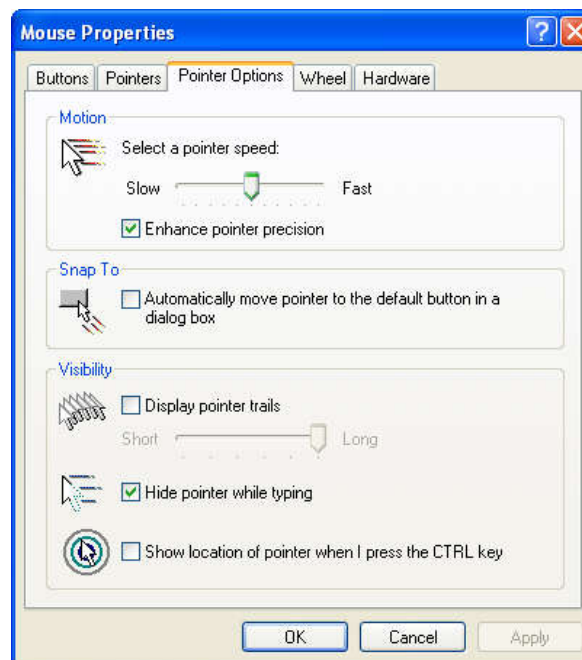 Mouse Properties
Buttons Pointers Pointer Options Wheel Hardware
Motion
Select a pointer speed:
Slow Fast
Enhance pointer precision
Snap To
Automatically move pointer to the default button in a
dialog box
Visibility
Display pointer trails
Short Long
Hide pointer while typing
Show location of pointer when I press the CTRL key
OK Cancel Apply